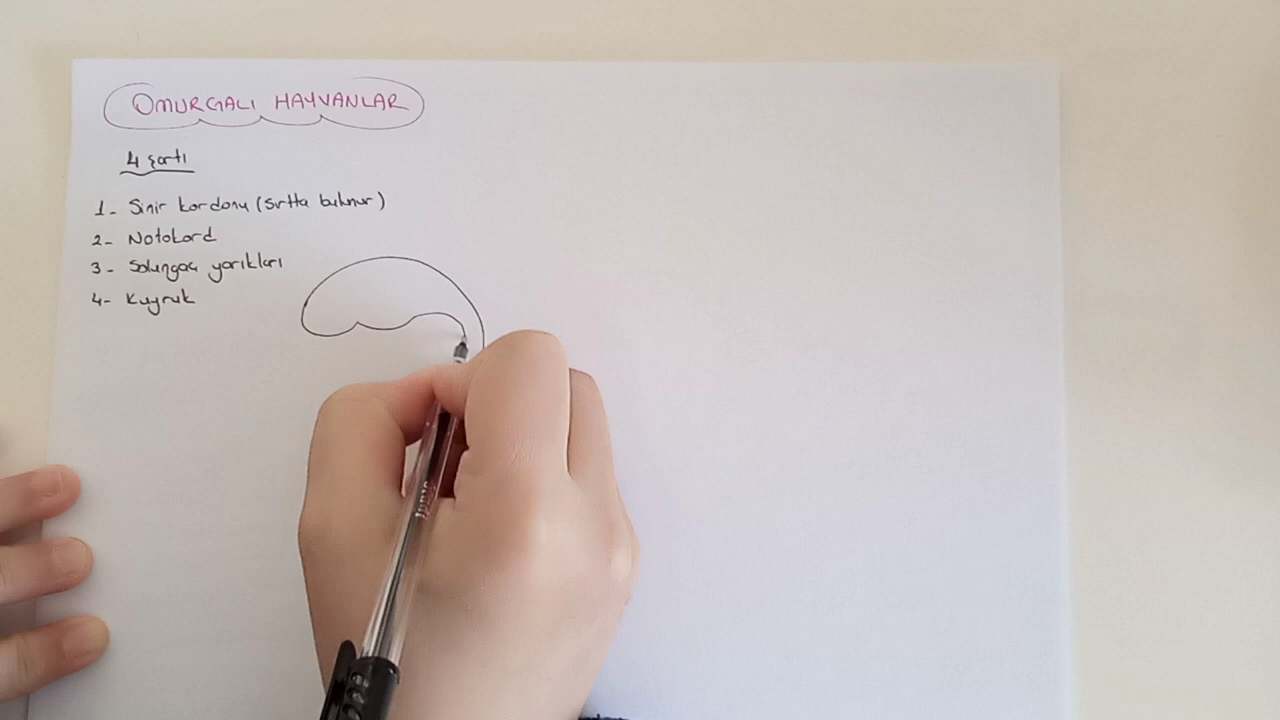 OMURGALI HAYVANLAR
4 şartı
1- Sinir kordonu (sırtta bulunur)
2- Notokord
3- Solungaç yarıkları
4- Kuyruk